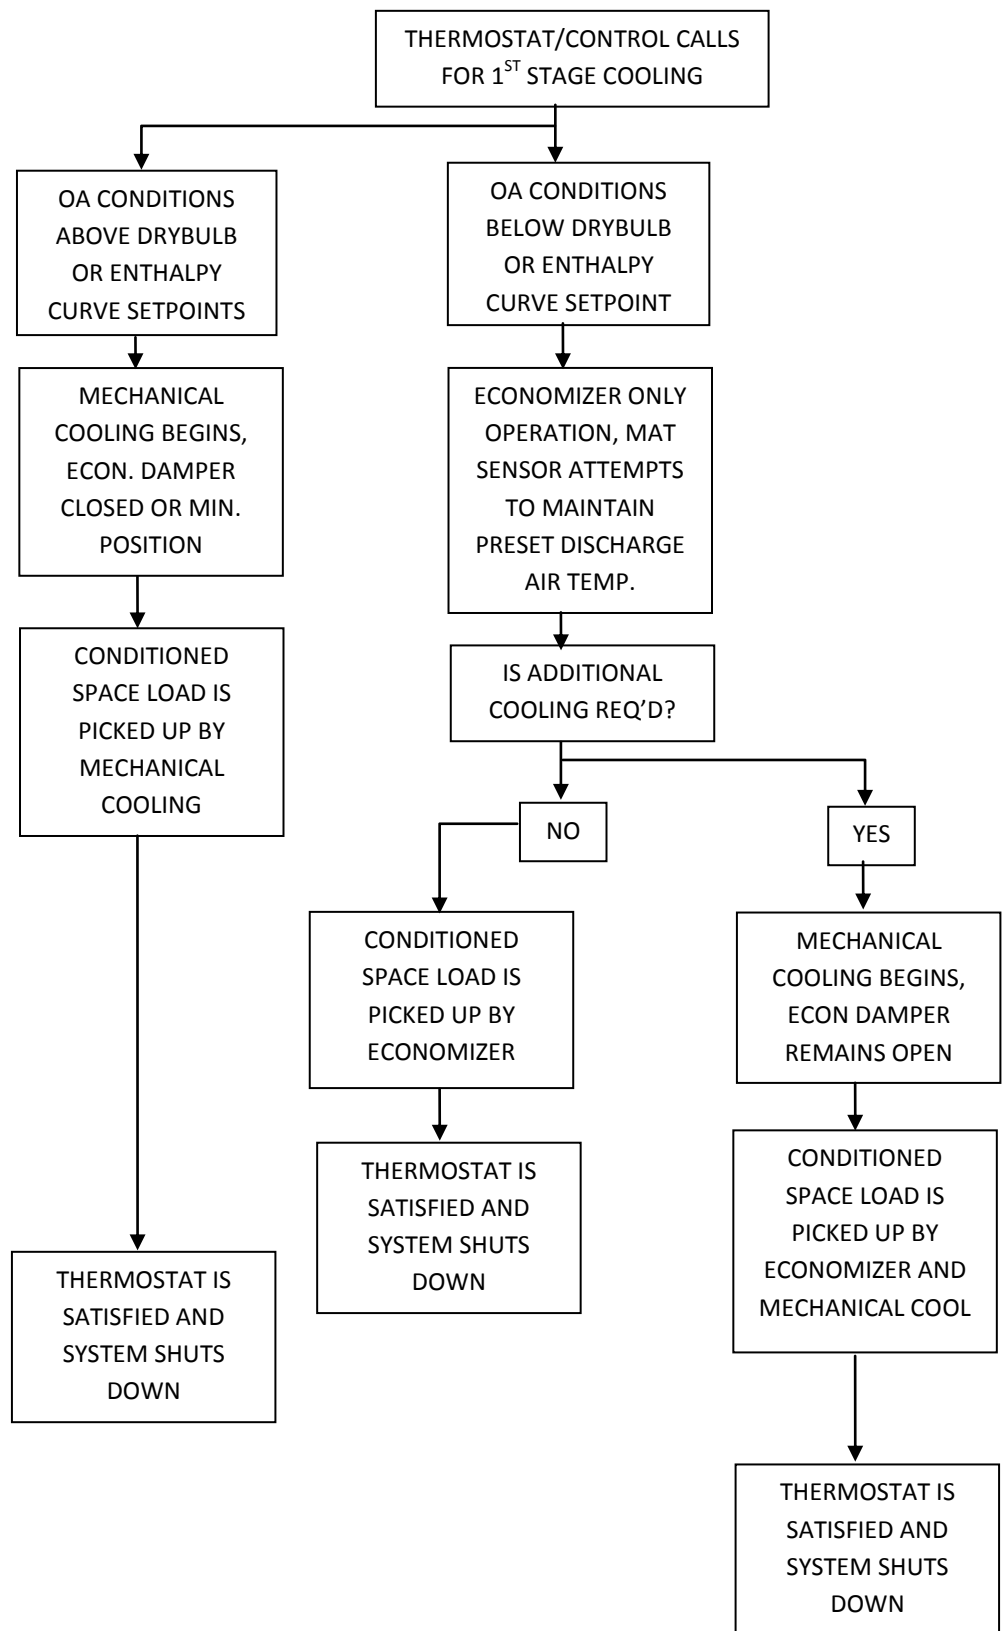 THERMOSTAT/CONTROL CALLS
FOR 1ST STAGE COOLING
OA CONDITIONS
ABOVE DRYBULB
OR ENTHALPY
CURVE SETPOINTS
OA CONDITIONS
BELOW DRYBULB
OR ENTHALPY
CURVE SETPOINT
MECHANICAL
COOLING BEGINS,
ECON. DAMPER
CLOSED OR MIN.
POSITION
ECONOMIZER ONLY
OPERATION, MAT
SENSOR ATTEMPTS
TO MAINTAIN
PRESET DISCHARGE
AIR TEMP.
CONDITIONED
SPACE LOAD IS
PICKED UP BY
MECHANICAL
COOLING
IS ADDITIONAL
COOLING REQ’D?
NO
YES
CONDITIONED
SPACE LOAD IS
PICKED UP BY
ECONOMIZER
MECHANICAL
COOLING BEGINS,
ECON DAMPER
REMAINS OPEN
THERMOSTAT IS
SATISFIED AND
SYSTEM SHUTS
DOWN
CONDITIONED
SPACE LOAD IS
PICKED UP BY
ECONOMIZER AND
MECHANICAL COOL
THERMOSTAT IS
SATISFIED AND
SYSTEM SHUTS
DOWN
THERMOSTAT IS
SATISFIED AND
SYSTEM SHUTS
DOWN